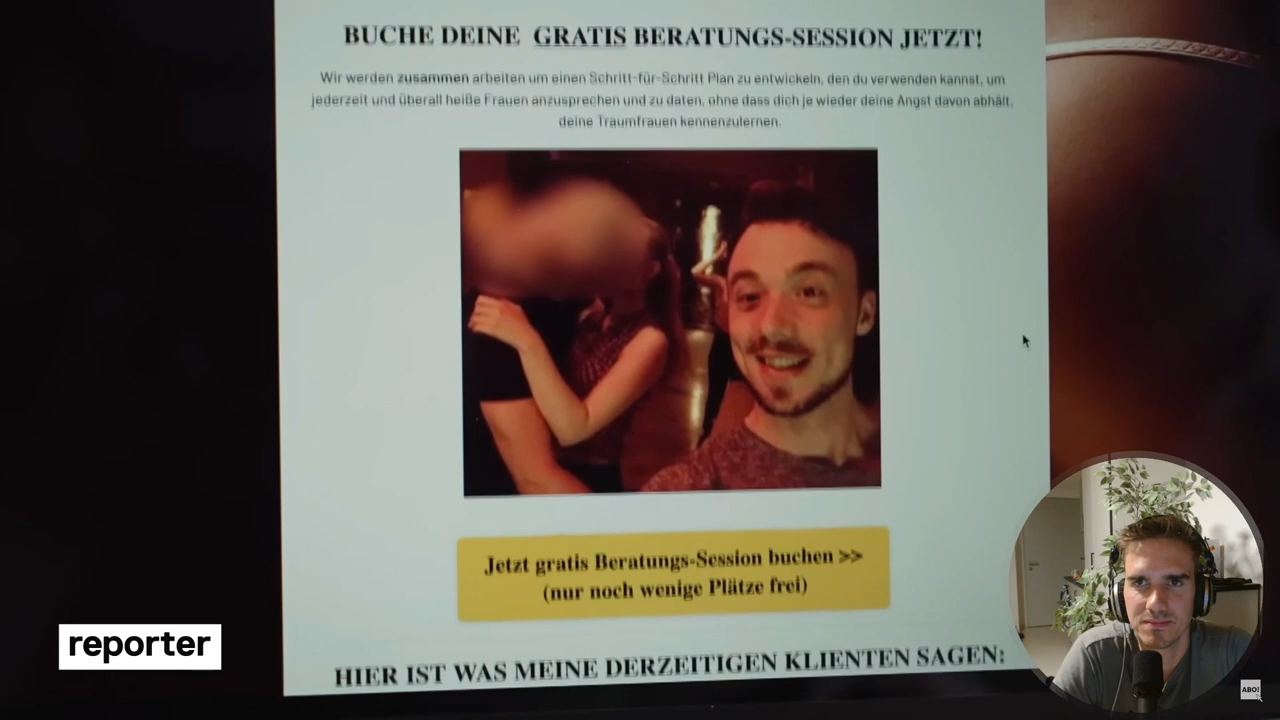 BUCHE DEINE GRATIS BERATUNGS-SESSION JETZT!
Wir werden zusammen arbeiten um einen Schritt-für-Schritt Plan zu entwickeln, den du verwenden kannst, um
jederzeit und überall heiße Frauen anzusprechen und zu daten, ohne dass dich je wieder deine Angst davon abhält,
deine Traumfrauen kennenzulernen.
Jetzt gratis Beratungs-Session buchen >>
(nur noch wenige Plätze frei)
HIER IST WAS MEINE DERZEITIGEN KLIENTEN SAGEN:
reporter
ABO!